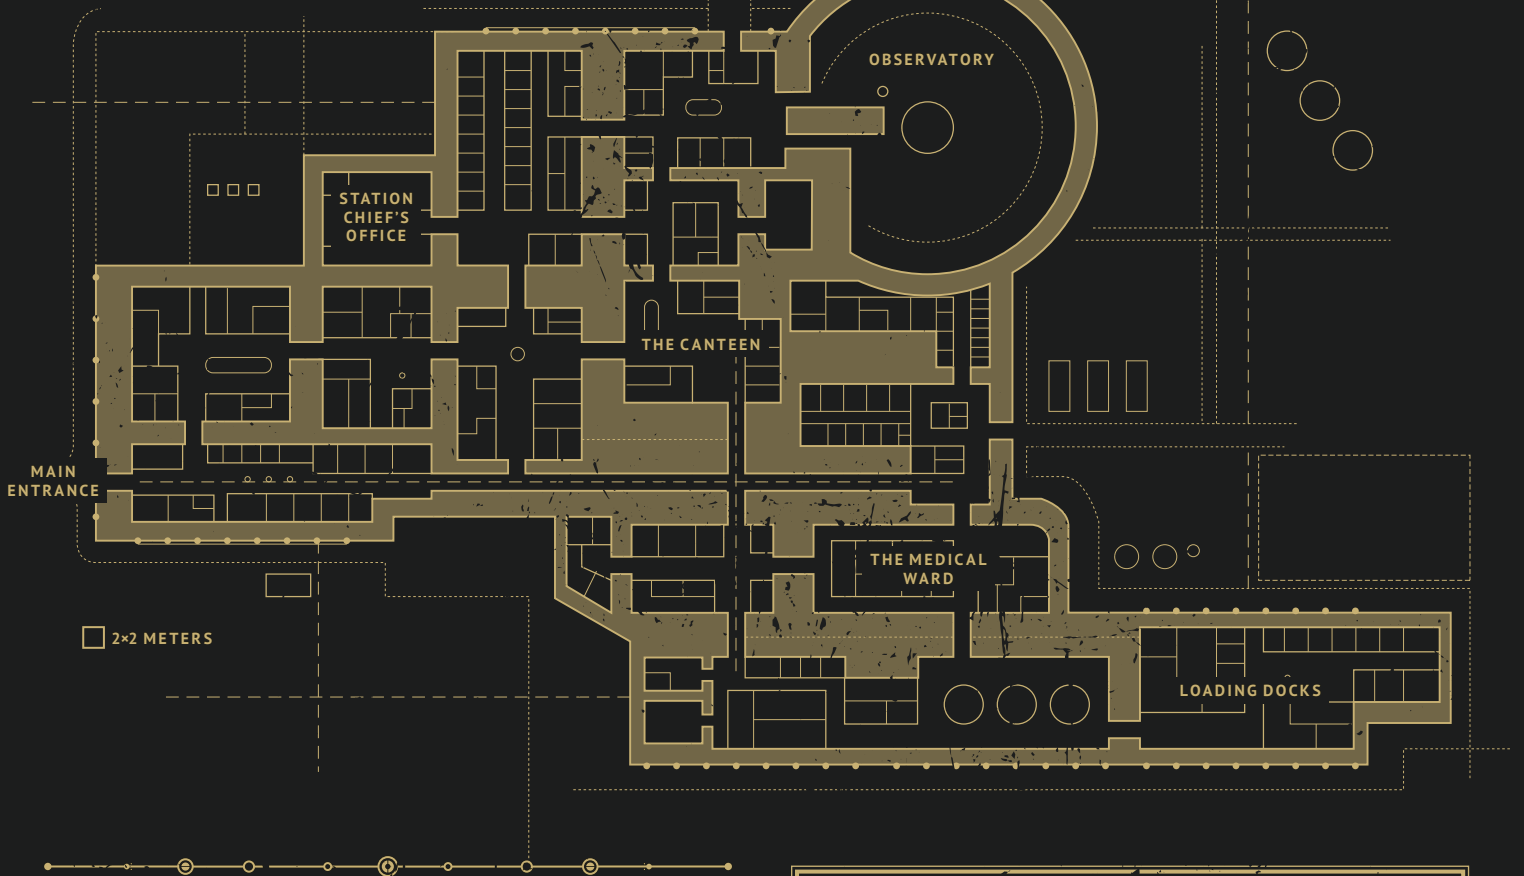 OBSERVATORY
STATION
CHIEF'S
OFFICE
THE CANTEEN
MAIN
ENTRANCE
THE MEDICAL
WARD
2×2 METERS
LOADING DOCKS